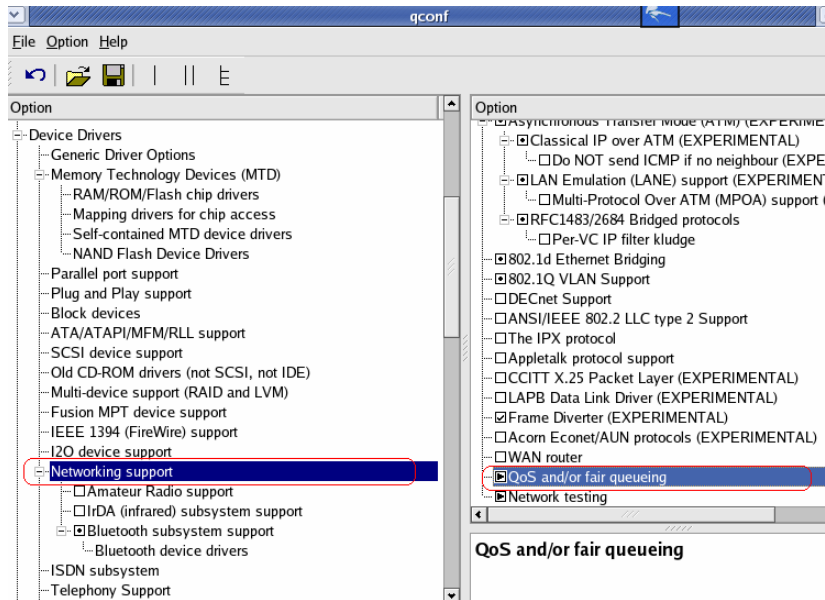 qconf
File Option Help
Option
Device Drivers
Generic Driver Options
Memory Technology Devices (MTD)
RAM/ROM/Flash chip drivers
Mapping drivers for chip access
Self-contained MTD device drivers
NAND Flash Device Drivers
Parallel port support
Plug and Play support
Block devices
ATA/ATAPI/MFM/RLL support
SCSI device support
Old CD-ROM drivers (not SCSI, not IDE)
Multi-device support (RAID and LVM)
Fusion MPT device support
IEEE 1394 (FireWire) support
I2O device support
Networking support
Amateur Radio support
IrDA (infrared) subsystem support
Bluetooth subsystem support
Bluetooth device drivers
ISDN subsystem
Telephony Support
Option
Asynchronous Transfer Mode (ATM) (EXPERIME
Classical IP over ATM (EXPERIMENTAL)
Do NOT send ICMP if no neighbour (EXPE
LAN Emulation (LANE) support (EXPERIMEN
Multi-Protocol Over ATM (MPOA) support (
RFC1483/2684 Bridged protocols
Per-VC IP filter kludge
802.1d Ethernet Bridging
802.1Q VLAN Support
DECnet Support
ANSI/IEEE 802.2 LLC type 2 Support
The IPX protocol
Appletalk protocol support
CCITT X.25 Packet Layer (EXPERIMENTAL)
LAPB Data Link Driver (EXPERIMENTAL)
Frame Diverter (EXPERIMENTAL)
Acorn Econet/AUN protocols (EXPERIMENTAL)
WAN router
QoS and/or fair queueing
Network testing
QoS and/or fair queueing